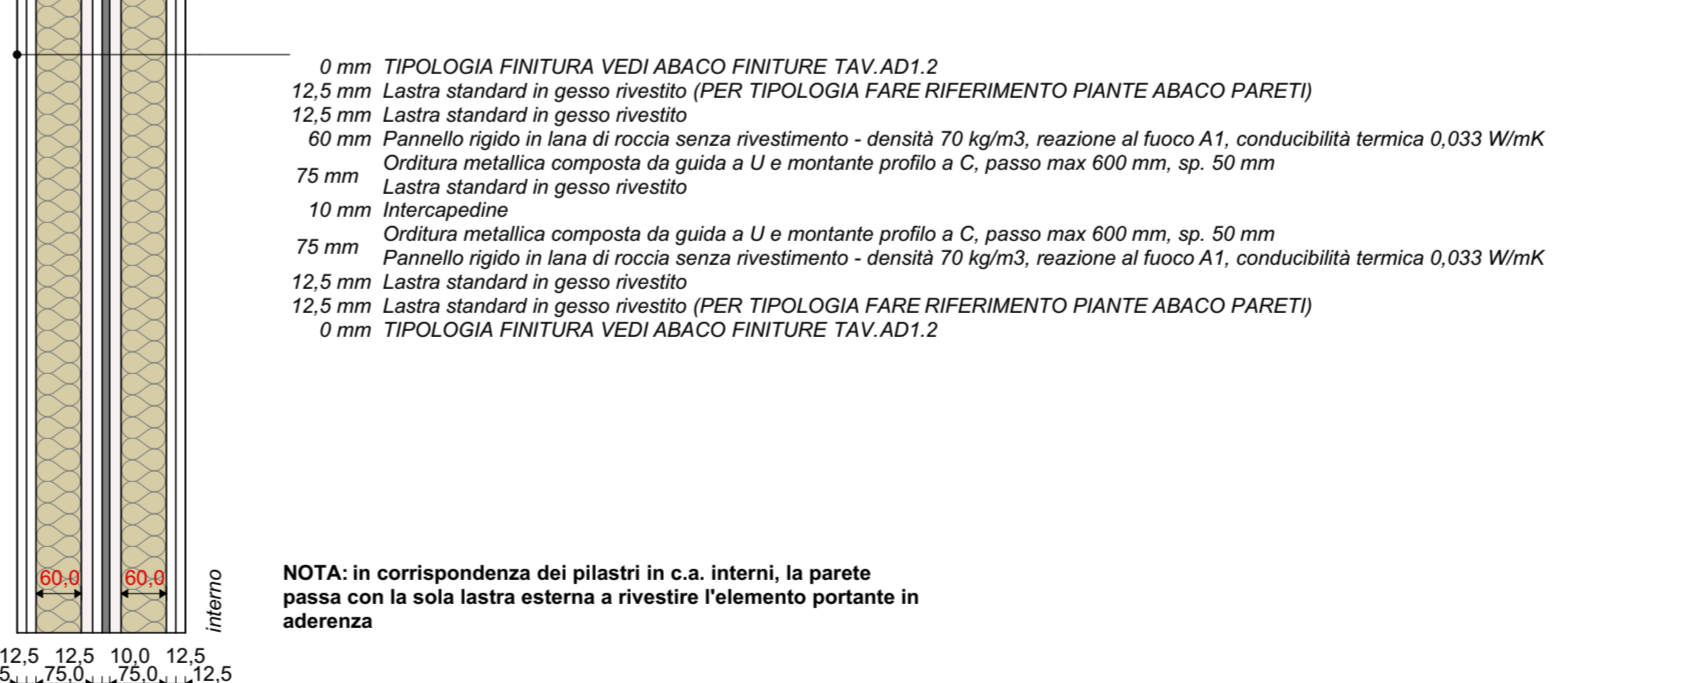 0 mm TIPOLOGIA FINITURA VEDI ABACO FINITURE TAV.AD1.2
12,5 mm Lastra standard in gesso rivestito (PER TIPOLOGIA FARE RIFERIMENTO PIANTE ABACO PARETI)
12,5 mm Lastra standard in gesso rivestito
60 mm Pannello rigido in lana di roccia senza rivestimento - densità 70 kg/m3, reazione al fuoco A1, conducibilità termica 0,033 W/mK
Orditura metallica composta da guida a U e montante profilo a C, passo max 600 mm, sp. 50 mm
75 mm
Lastra standard in gesso rivestito
10 mm Intercapedine
Orditura metallica composta da guida a U e montante profilo a C, passo max 600 mm, sp. 50 mm
75 mm
Pannello rigido in lana di roccia senza rivestimento - densità 70 kg/m3, reazione al fuoco A1, conducibilità termica 0,033 W/mK
12,5 mm Lastra standard in gesso rivestito
12,5 mm Lastra standard in gesso rivestito (PER TIPOLOGIA FARE RIFERIMENTO PIANTE ABACO PARETI)
0 mm TIPOLOGIA FINITURA VEDI ABACO FINITURE TAV.AD1.2
60,0 60,0
interno
NOTA: in corrispondenza dei pilastri in c.a. interni, la parete
passa con la sola lastra esterna a rivestire l'elemento portante in
aderenza
12,5 12,5 10,0 12,5
5 75,0 75,0 12,5